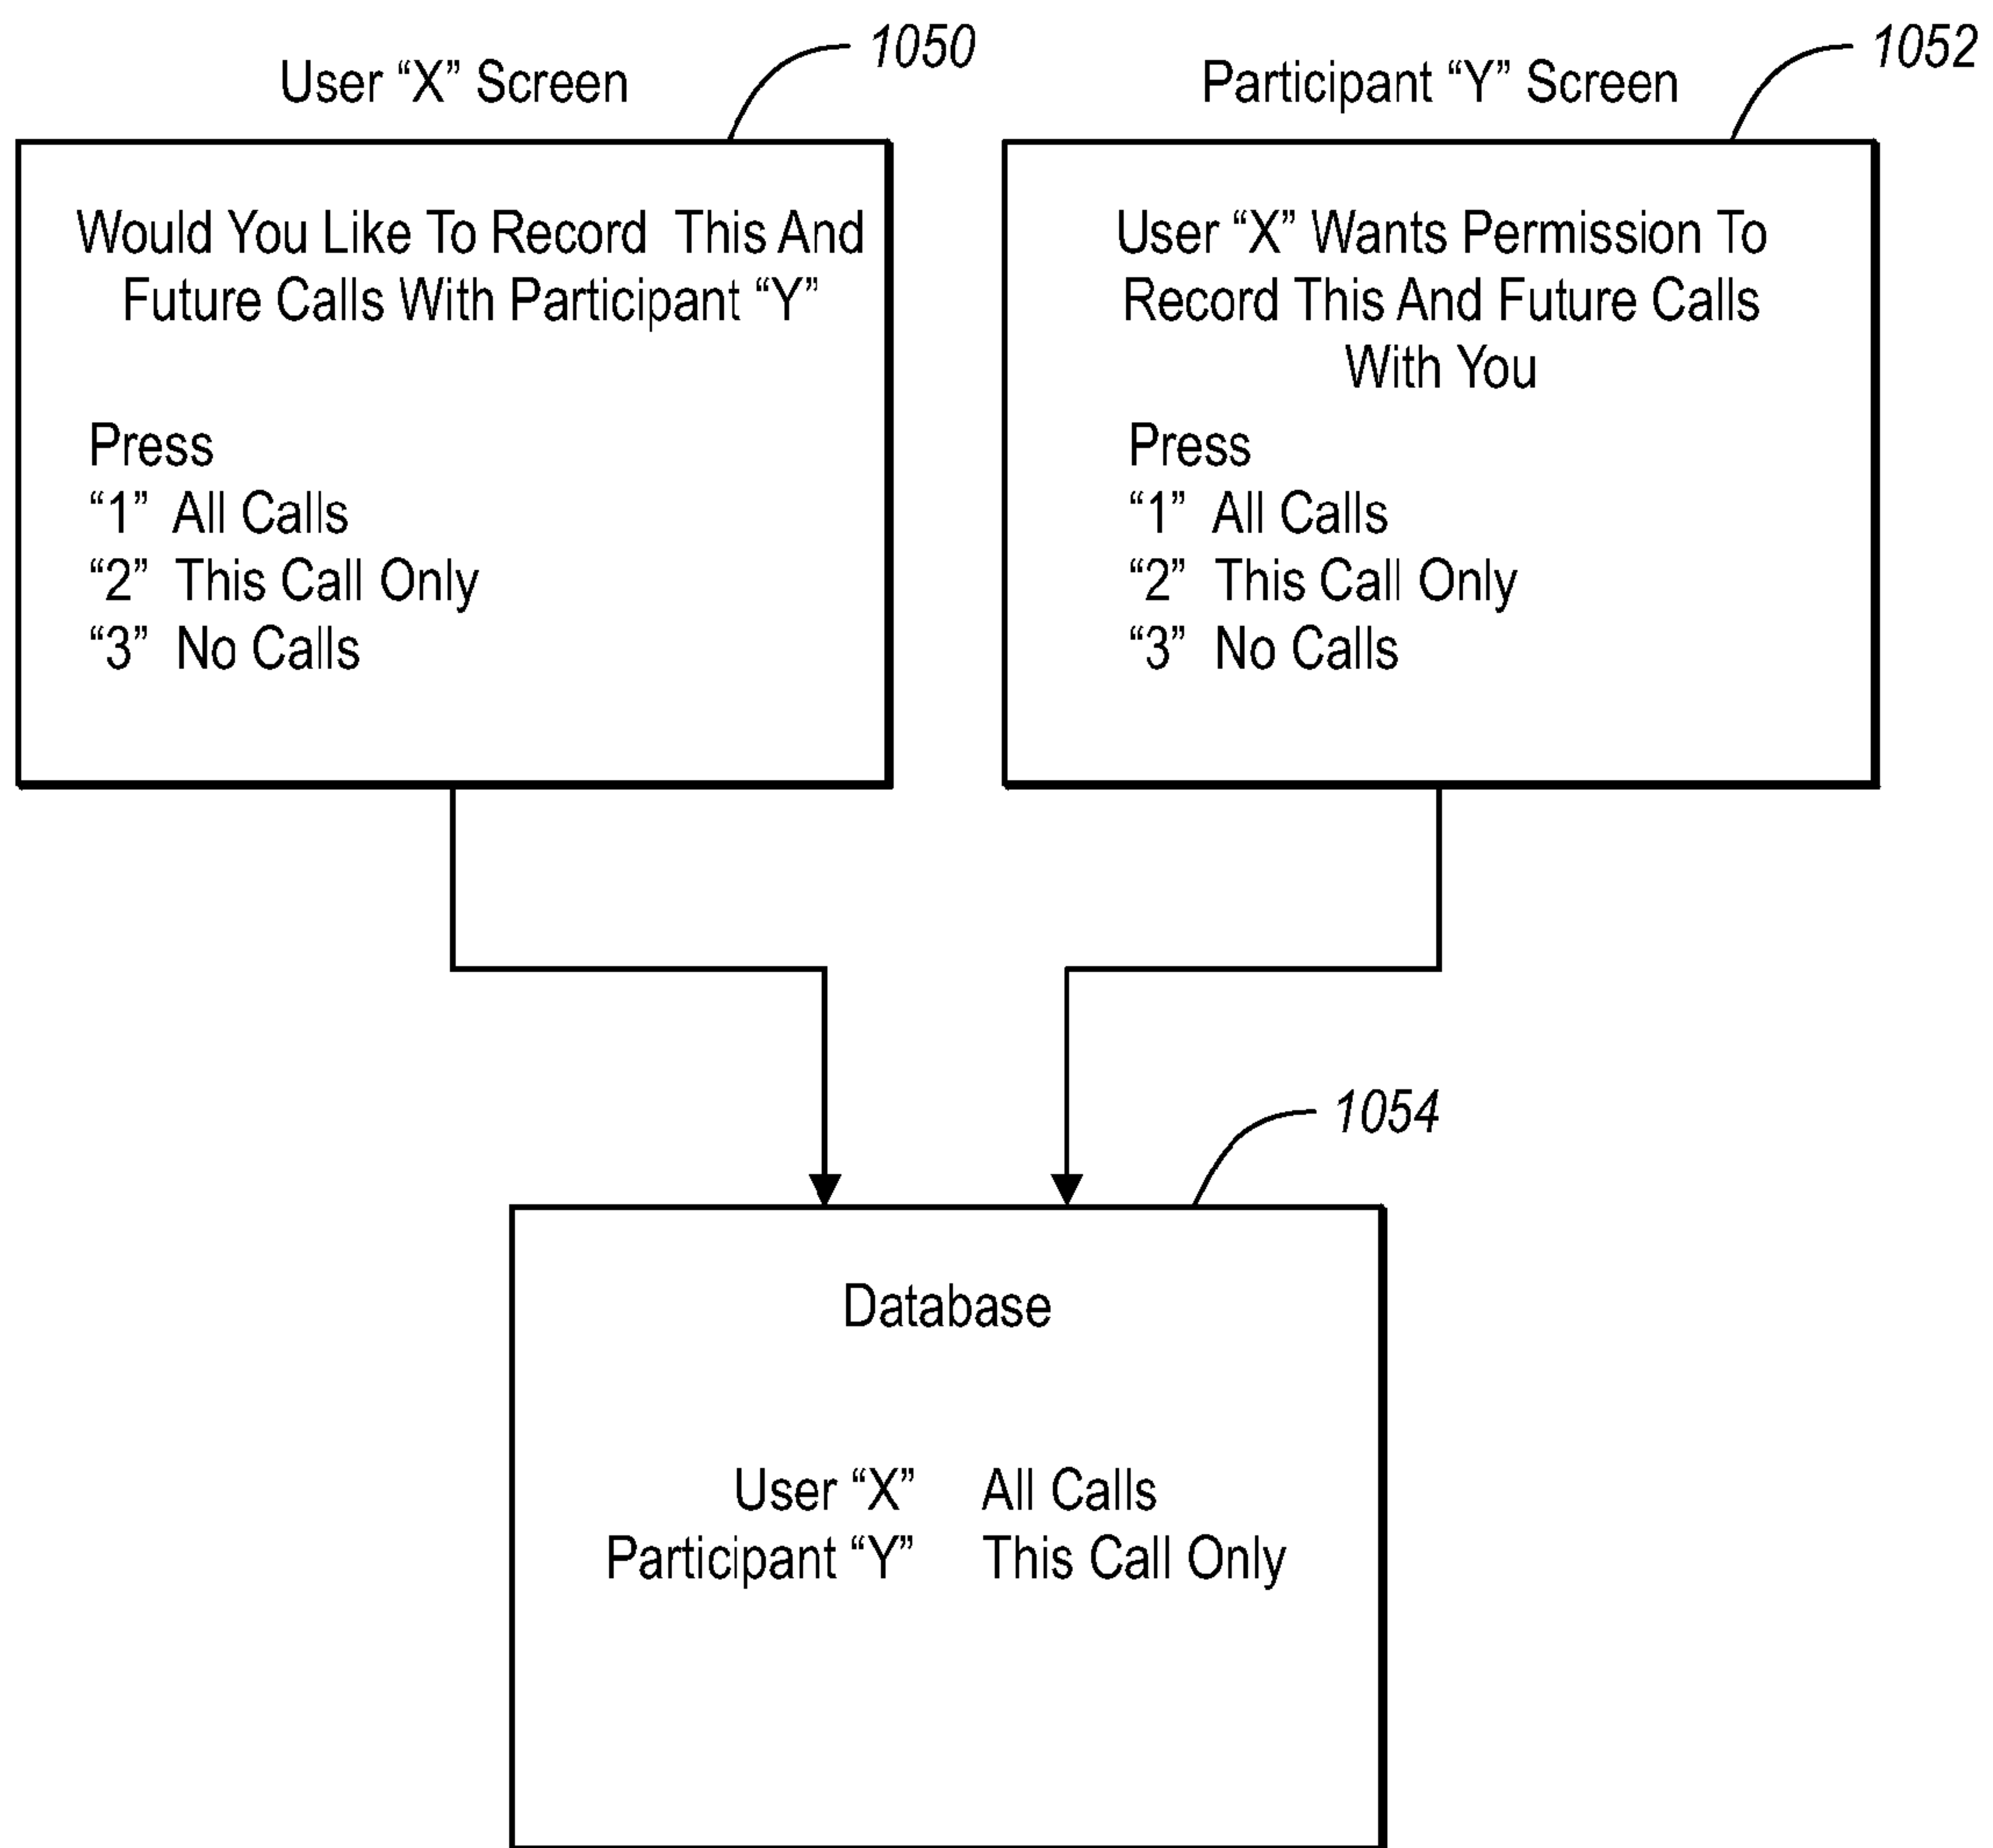 1050
User “X” Screen
Would You Like To Record This And
Future Calls With Participant “Y”
Press
“1” All Calls
“2” This Call Only
“3” No Calls
1052
Participant “Y” Screen
User “X” Wants Permission To
Record This And Future Calls
With You
Press
“1” All Calls
“2” This Call Only
“3” No Calls
1054
Database
User “X” All Calls
Participant “Y” This Call Only